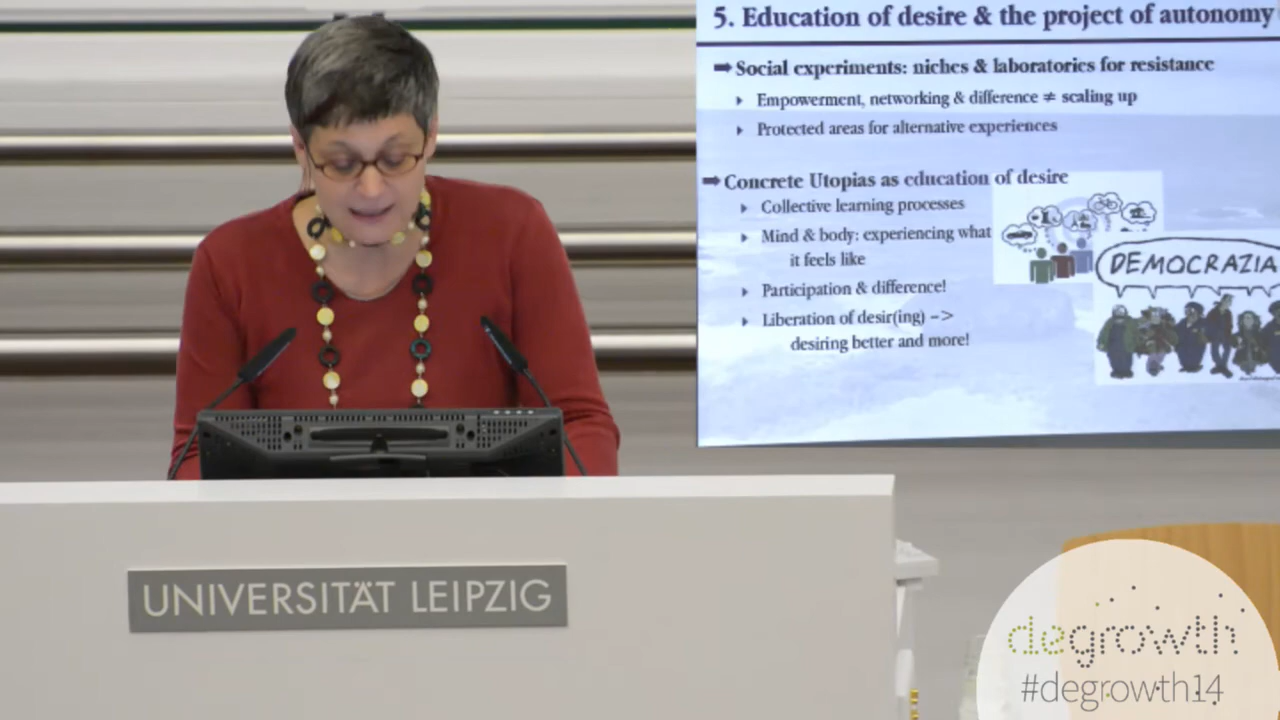 5. Education of desire & the project of autonomy
➡Social experiments: niches & laboratories for resistance
Empowerment, networking & difference ≠ scaling up
Protected areas for alternative experiences
➡Concrete Utopias as education of desire
Collective learning processes
Mind & body: experiencing what
it feels like
Participation & difference!
Liberation of desir(ing) –>
desiring better and more!
DEMOCRAZIA
UNIVERSITÄT LEIPZIG
degrowth
#degrowth14